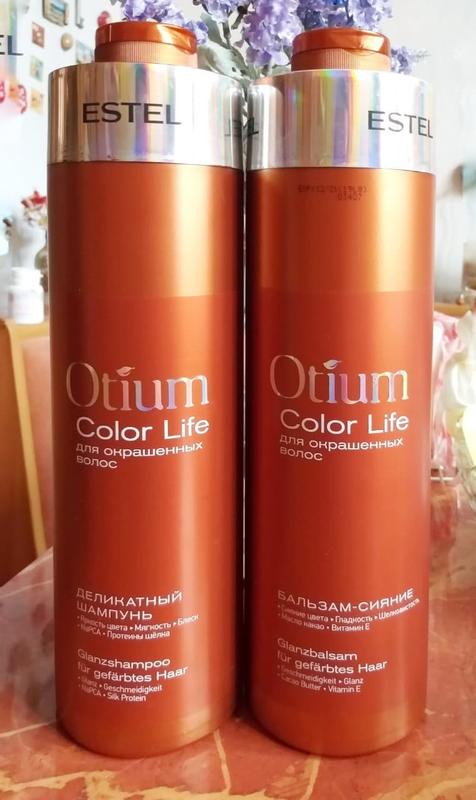 EL
ESTEL
Otium
Color Life
для окрашенных
волос
ДЕЛИКАТНЫЙ
ШАМПУНЬ
• Яркость цвета • Мягкость • Блеск
• NaPCA • Протеины шёлка
Glanzshampoo
für gefärbtes Haar
• Glanz • Geschmeidigkeit
• NaPCA • Silk Protein
ESTEL
03407
Otium
Color Life
для окрашенных
волос
БАЛЬЗАМ-СИЯНИЕ
• Сияние цвета • Гладкость • Шелковистость
• Масло какао • Витамин Е
Glanzbalsam
für gefärbtes Haar
• Geschmeidigkeit • Glanz
• Cacao Butter • Vitamin E